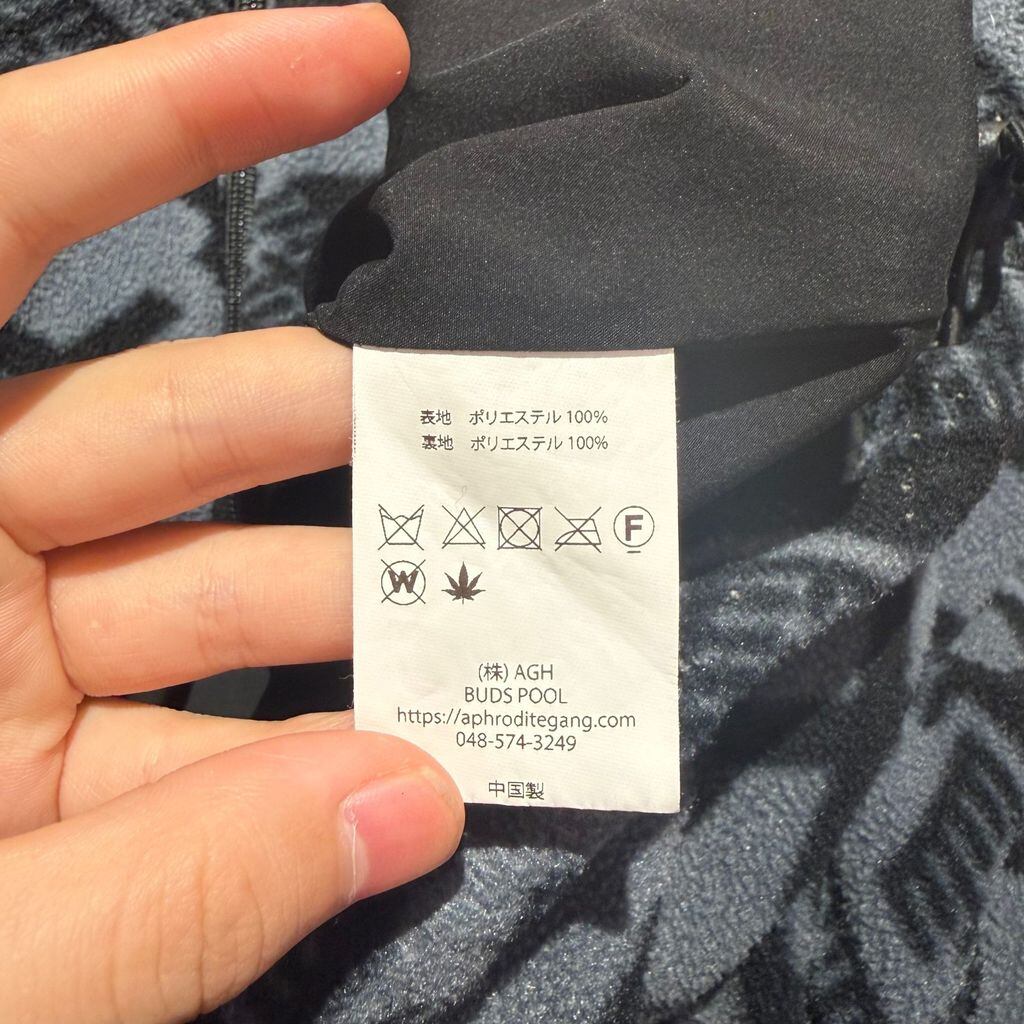 表地 ポリエステル 100%
裏地 ポリエステル 100%
F
W
(株) AGH
BUDS POOL
https://aphroditegang.com
048-574-3249
中国製